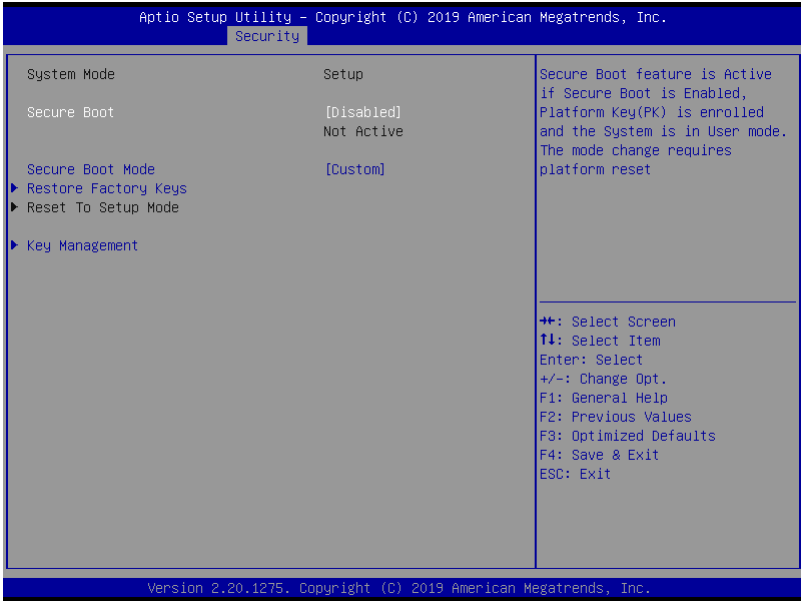 Aptio Setup Utility – Copyright (C) 2019 American Megatrends, Inc.
Security
System Mode Setup
Secure Boot [Disabled]
Not Active
Secure Boot Mode [Custom]
Restore Factory Keys
Reset To Setup Mode
Key Management
Secure Boot feature is Active
if Secure Boot is Enabled,
Platform Key(PK) is enrolled
and the System is in User mode.
The mode change requires
platform reset
→←: Select Screen
↑↓: Select Item
Enter: Select
+/-: Change Opt.
F1: General Help
F2: Previous Values
F3: Optimized Defaults
F4: Save & Exit
ESC: Exit
Version 2.20.1275. Copyright (C) 2019 American Megatrends, Inc.